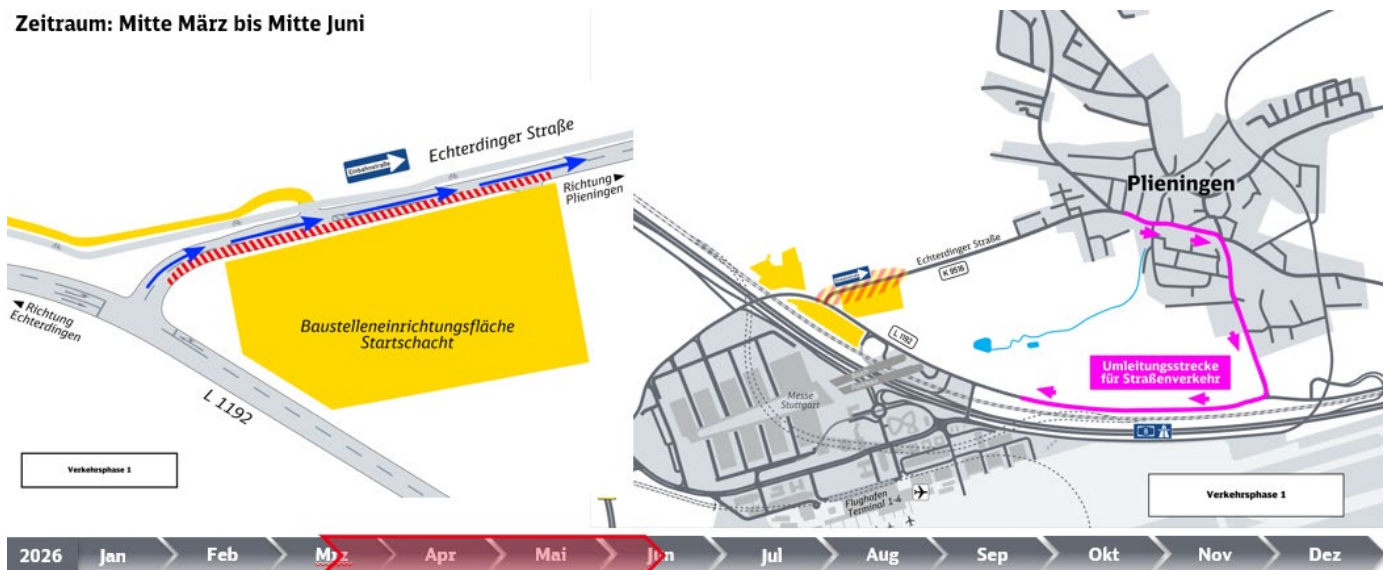 Zeitraum: Mitte März bis Mitte Juni
Einbahnstraße
Echterdinger Straße
Richtung
Plieningen
Richtung
Echterdingen
Baustelleneinrichtungsfläche
Startschacht
L 1192
Verkehrsphase 1
Plieningen
Echterdinger Straße
K 9516
L 1192
Umleitungsstrecke
für Straßenverkehr
Messe
Stuttgart
8
Flughafen
Terminal 1-4
Verkehrsphase 1
2026 Jan Feb Mrz Apr Mai Jun Jul Aug Sep Okt Nov Dez